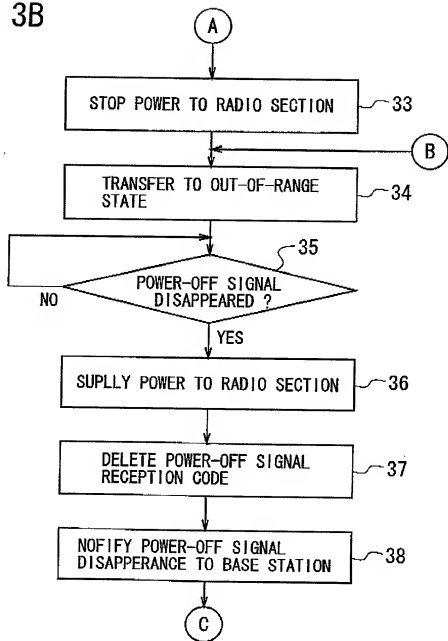 3B
A
STOP POWER TO RADIO SECTION
33
B
TRANSFER TO OUT-OF-RANGE
STATE
34
35
POWER-OFF SIGNAL
DISAPPEARED ?
NO
YES
SUPLLY POWER TO RADIO SECTION
36
DELETE POWER-OFF SIGNAL
RECEPTION CODE
37
NOFIFY POWER-OFF SIGNAL
DISAPPERANCE TO BASE STATION
38
C